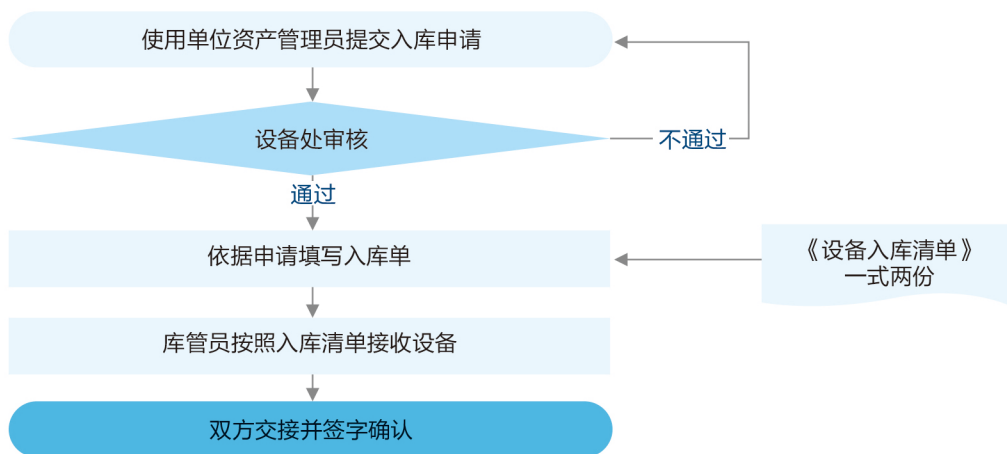 使用单位资产管理员提交入库申请
设备处审核
不通过
通过
依据申请填写入库单
《设备入库清单》
一式两份
库管员按照入库清单接收设备
双方交接并签字确认